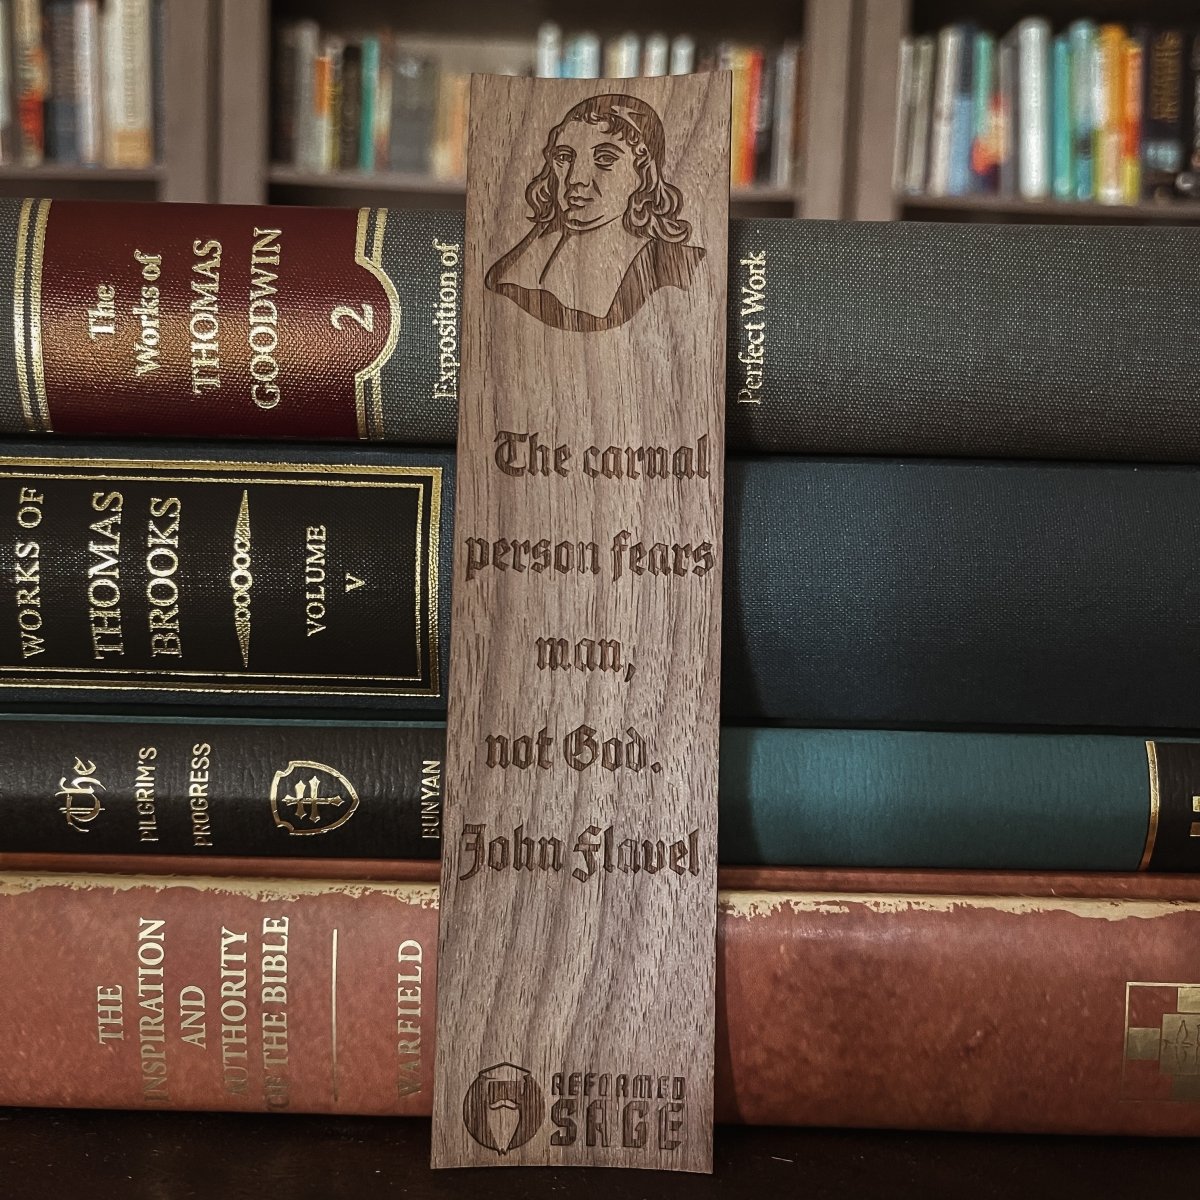 The
Works of
THOMAS
GOODWIN
2
Exposition of
Perfect Work
WORKS OF
THOMAS
BROOKS
VOLUME
V
the
PILGRIM'S
PROGRESS
BUNYAN
THE
INSPIRATION
AND
AUTHORITY
OF THE BIBLE
WARFIELD
The carnal
person fears
man,
not God.
John Flavel
REFORMED
SAGE